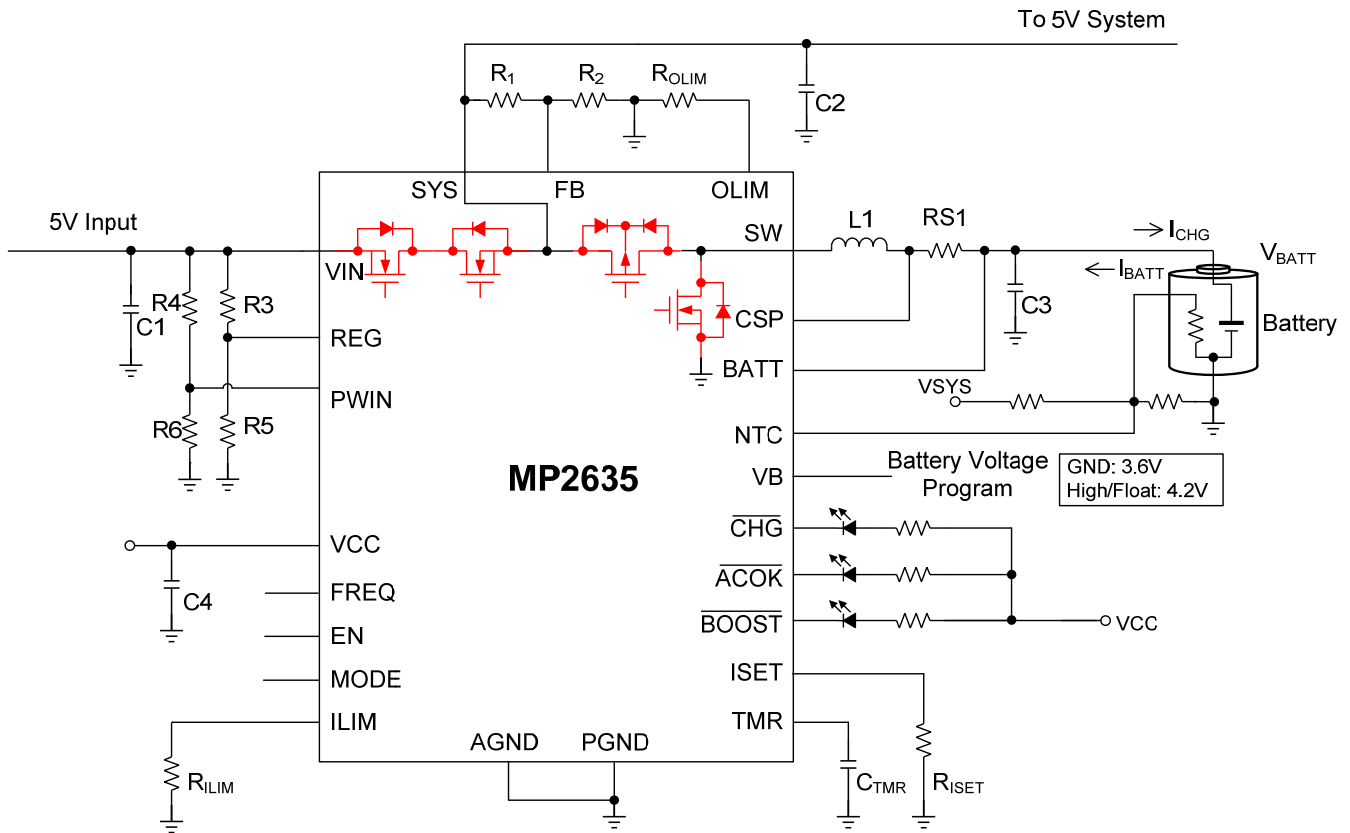 To 5V System
R1
R2
ROLIM
C2
SYS
FB
OLIM
5V Input
VIN
SW
L1
RS1
ICHG
IBATT
VBATT
C1
R4
R3
C3
Battery
REG
CSP
BATT
PWIN
VSYS
R6
R5
NTC
MP2635
VB
Battery Voltage
Program
GND: 3.6V
High/Float: 4.2V
CHG
VCC
ACOK
C4
FREQ
BOOST
VCC
EN
MODE
ISET
ILIM
TMR
AGND
PGND
RILIM
CTMR
RISET